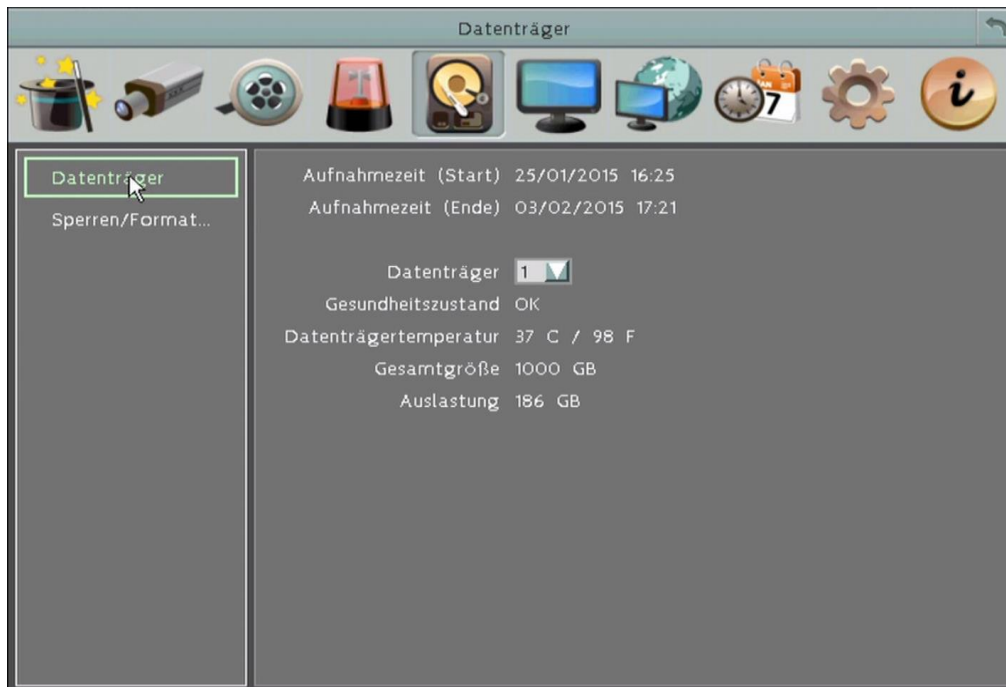 Datenträger
7
i
Datenträger
Sperren/Format...
Aufnahmezeit (Start) 25/01/2015 16:25
Aufnahmezeit (Ende) 03/02/2015 17:21
Datenträger 1
Gesundheitszustand OK
Datenträgertemperatur 37 C / 98 F
Gesamtgröße 1000 GB
Auslastung 186 GB